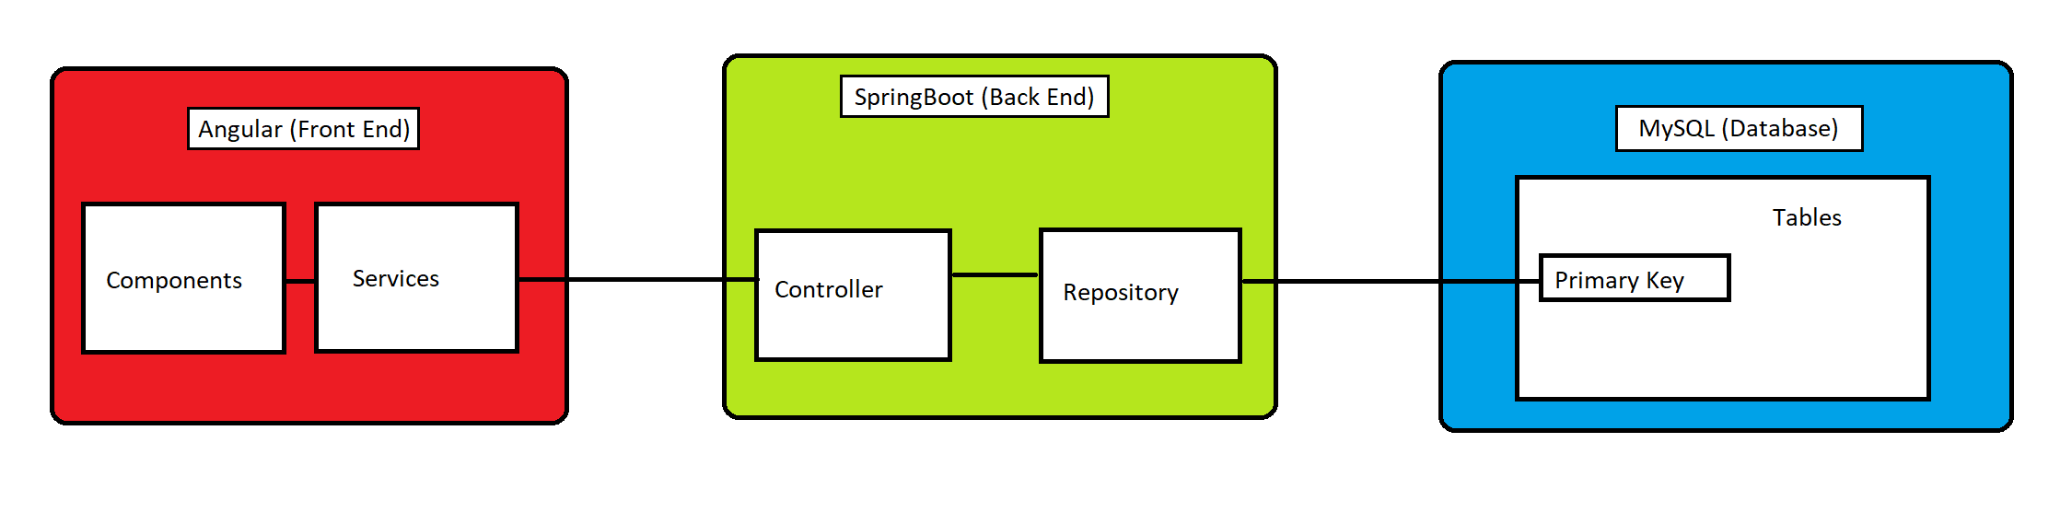 Angular (Front End)
Components
Services
SpringBoot (Back End)
Controller
Repository
MySQL (Database)
Tables
Primary Key